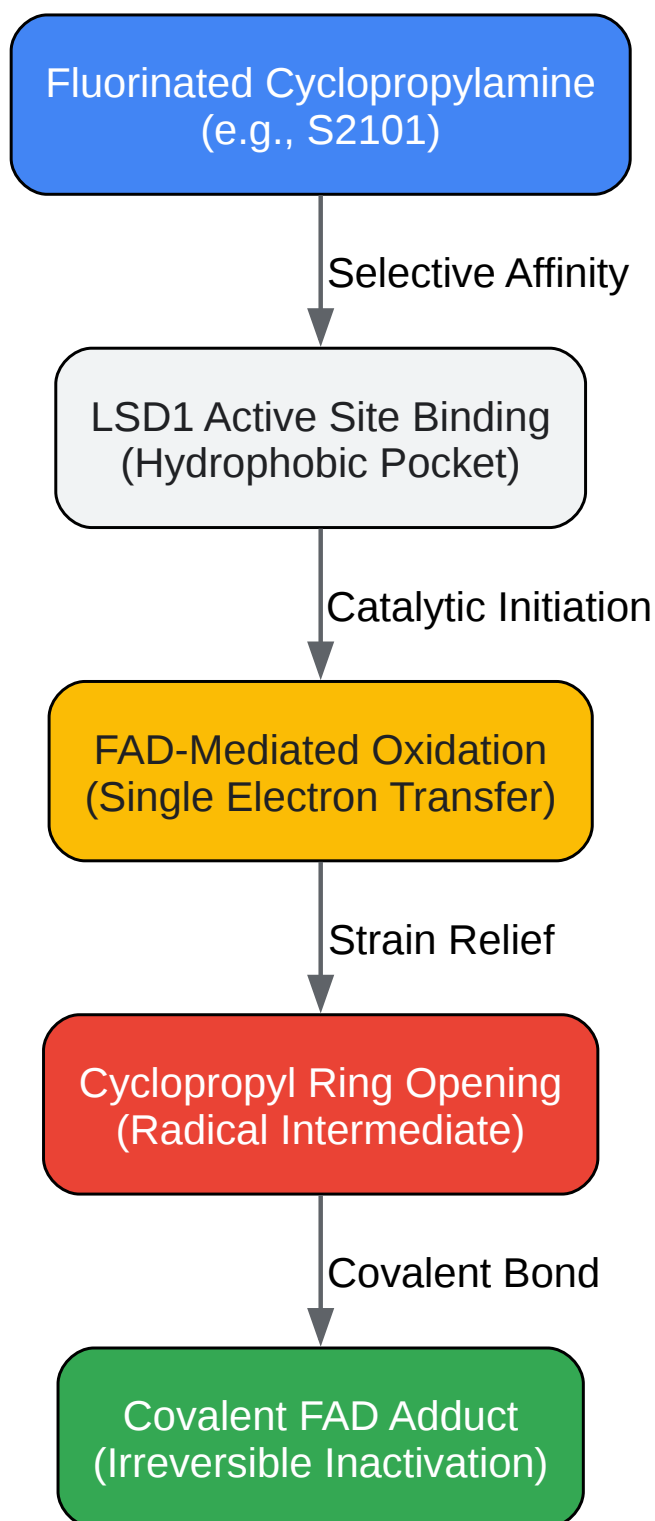 Fluorinated Cyclopropylamine
(e.g., S2101)
Selective Affinity
LSD1 Active Site Binding
(Hydrophobic Pocket)
Catalytic Initiation
FAD-Mediated Oxidation
(Single Electron Transfer)
Strain Relief
Cyclopropyl Ring Opening
(Radical Intermediate)
Covalent Bond
Covalent FAD Adduct
(Irreversible Inactivation)